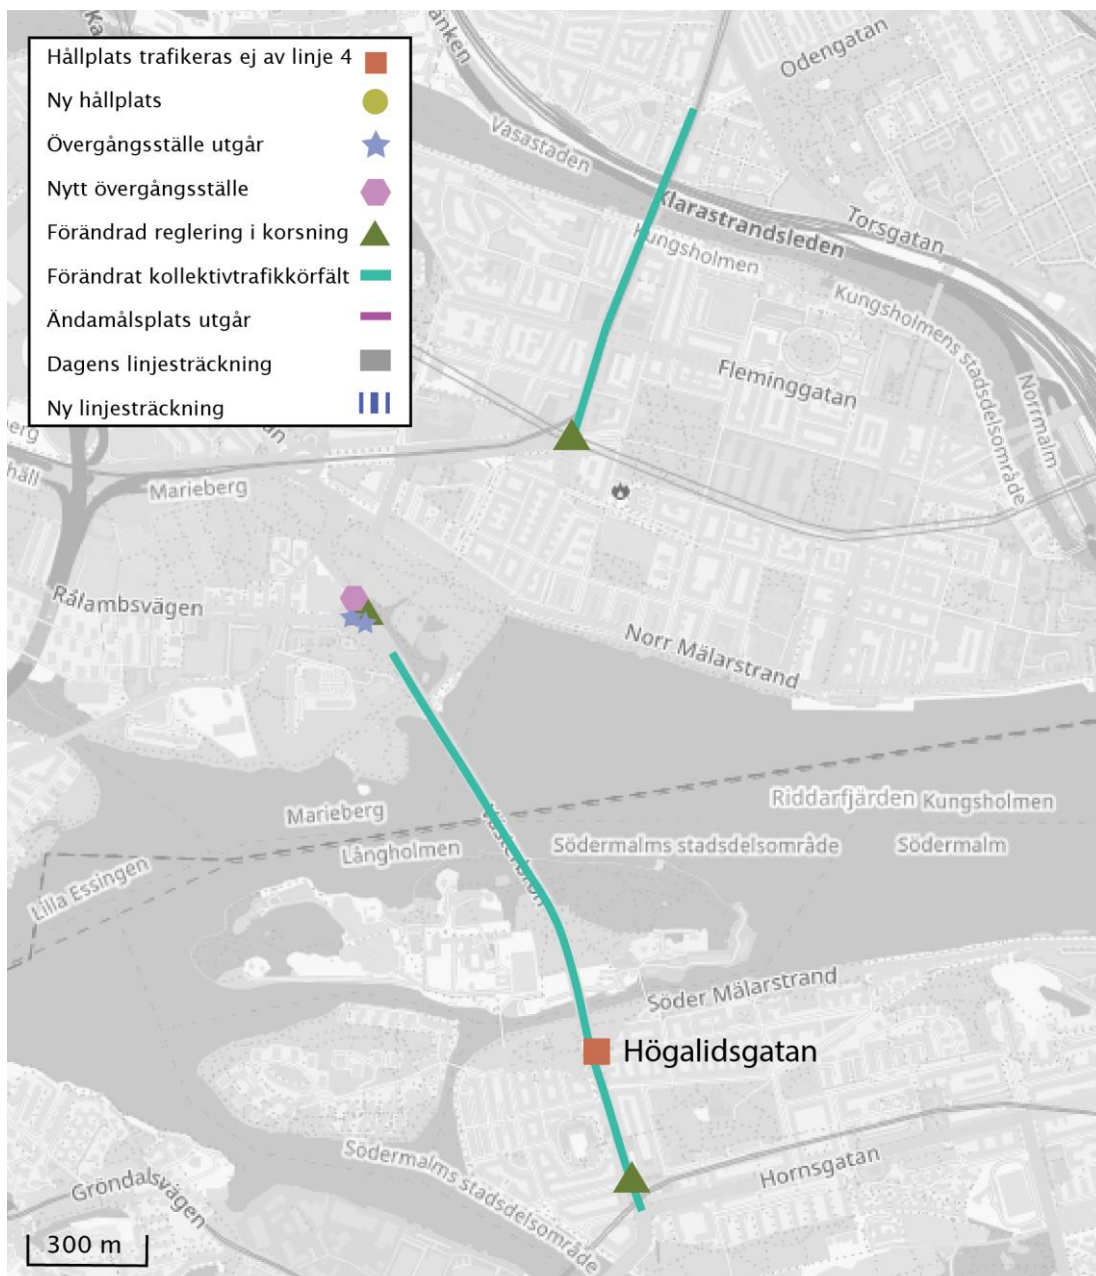 Hållplats trafikeras ej av linje 4
Ny hållplats
Övergångsställe utgår
Nytt övergångsställe
Förändrad reglering i korsning
Förändrat kollektivtrafikkörfält
Ändamålsplats utgår
Dagens linjesträckning
Ny linjesträckning
Odengatan
Vasastaden
Klarastrandsleden
Torsgatan
Kungsholmen
Kungsholmens stadsdelsområde
Fleminggatan
Norrmalm
Marieberg
Rålambsvägen
Norr Mälarstrand
Riddarfjärden
Kungsholmen
Marieberg
Västerbron
Långholmen
Södermalms stadsdelsområde
Södermalm
Lilla Essingen
Söder Mälarstrand
Högalidsgatan
Södermalms stadsdelsområde
Hornsgatan
Gröndalsvägen
300 m